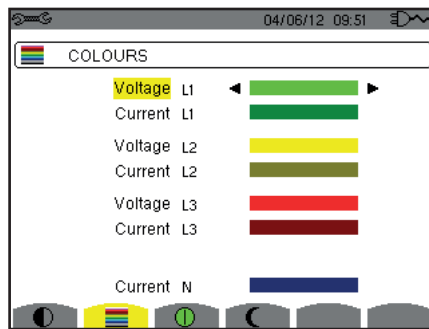 04/06/12 09:51
COLOURS
Voltage L1
Current L1
Voltage L2
Current L2
Voltage L3
Current L3
Current N